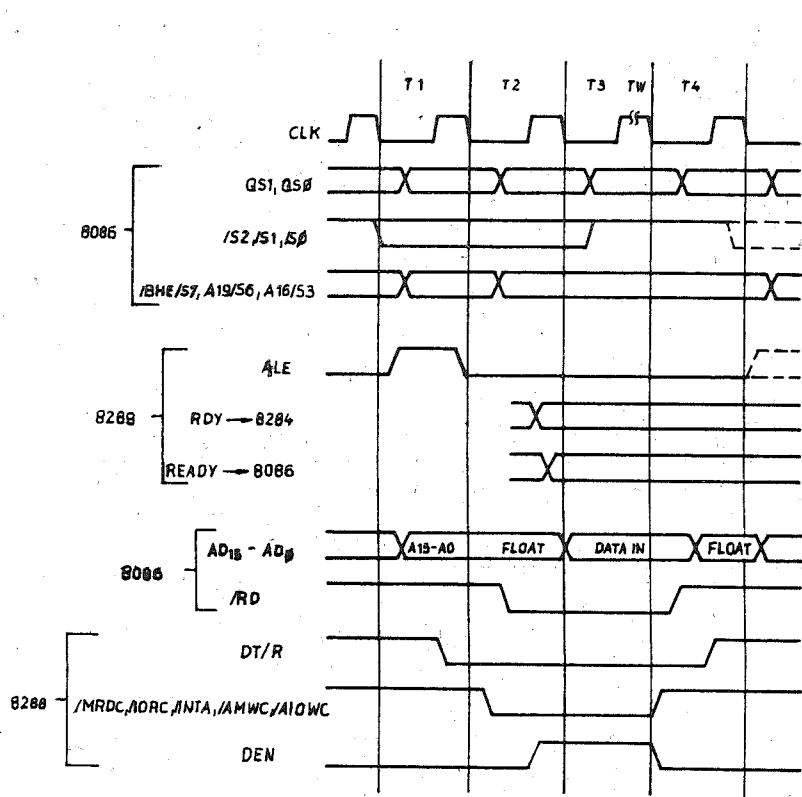 T1 T2 T3 TW T4
CLK
QS1, QSØ
8086
/S2,/S1,/SØ
/BHE/S7, A19/S6, A16/S3
ALE
8288
RDY → 8284
READY → 8086
AD15 - ADØ
A15-A0 FLOAT DATA IN FLOAT
8086
/RD
DT/R
8288
/MRDC,/IORC,/INTA,/AMWC,/AIOWC
DEN